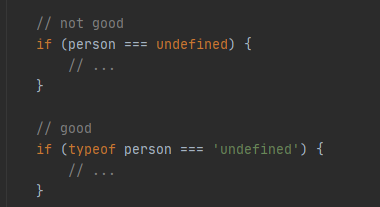 // not good
if (person === undefined) {
    // ...
}

// good
if (typeof person === 'undefined') {
    // ...
}